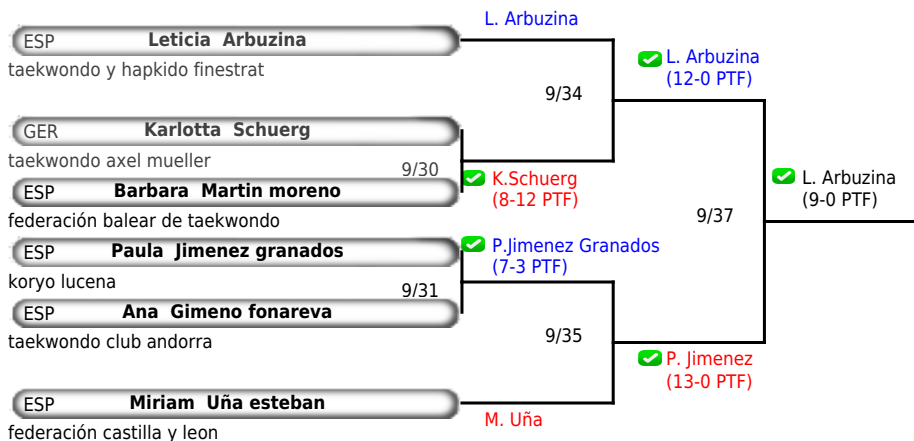 L. Arbuzina
ESP Leticia Arbuzina
taekwondo y hapkido finestrat
L. Arbuzina
(12-0 PTF)
9/34
GER Karlotta Schuerg
taekwondo axel mueller
9/30
ESP Barbara Martin moreno
K.Schuerg
(8-12 PTF)
federación balear de taekwondo
L. Arbuzina
(9-0 PTF)
9/37
ESP Paula Jimenez granados
P.Jimenez Granados
(7-3 PTF)
koryo lucena
9/31
ESP Ana Gimeno fonareva
taekwondo club andorra
9/35
P. Jimenez
(13-0 PTF)
ESP Miriam Uña esteban
M. Uña
federación castilla y leon